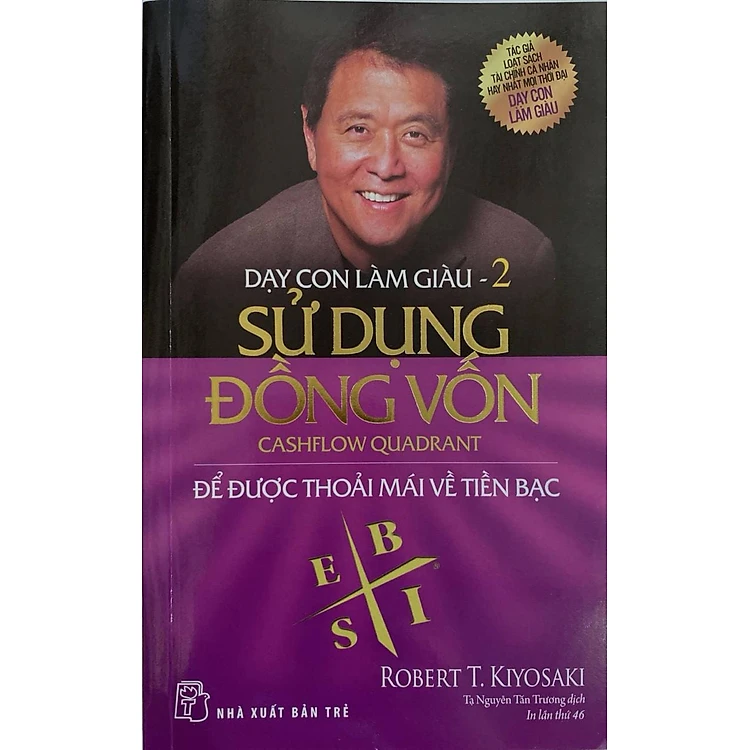 TÁC GIẢ
LOẠT SÁCH
TÀI CHÍNH CÁ NHÂN
HAY NHẤT MỌI THỜI ĐẠI
DẠY CON
LÀM GIÀU
DẠY CON LÀM GIÀU - 2
SỬ DỤNG
ĐỒNG VỐN
CASHFLOW QUADRANT
ĐỂ ĐƯỢC THOẢI MÁI VỀ TIỀN BẠC
E B
S I ®
ROBERT T. KIYOSAKI
Tạ Nguyễn Tấn Trương dịch
In lần thứ 46
T
NHÀ XUẤT BẢN TRẺ